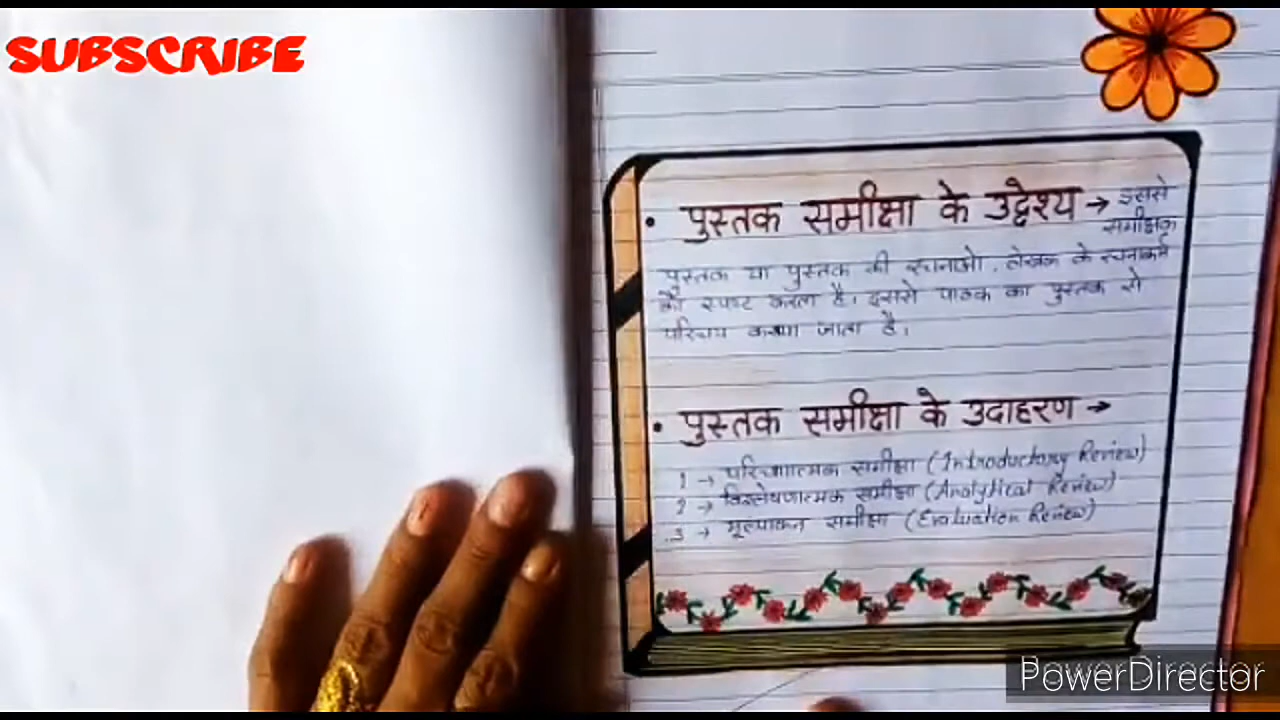 SUBSCRIBE
• पुस्तक समीक्षा के उद्देश्य → इससे
समीक्षक
पुस्तक या पुस्तक की रचनाओ, लेखक के रचनाकर्म
को स्पष्ट करता है। इससे पाठक का पुस्तक से
परिचय कराया जाता है।
• पुस्तक समीक्षा के उदाहरण →
1 → परिचयात्मक समीक्षा (Introductory Review)
2 → विश्लेषणात्मक समीक्षा (Analytical Review)
3 → मूल्यांकन समीक्षा (Evaluation Review)
PowerDirector